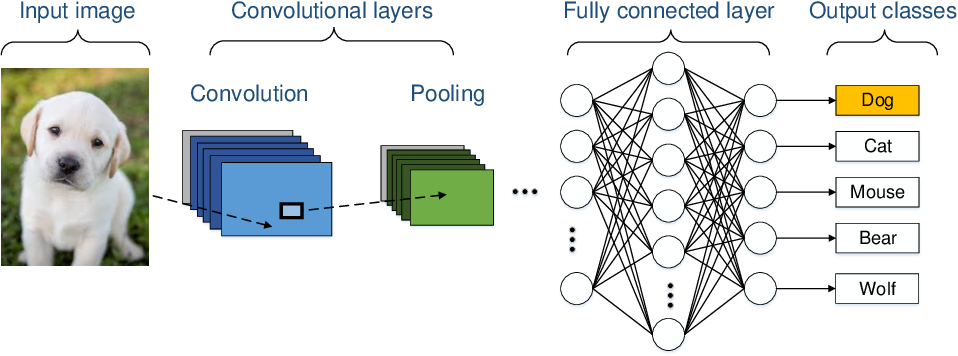 Input image
Convolutional layers
Fully connected layer
Output classes
Convolution
Pooling
Dog
Cat
Mouse
Bear
Wolf